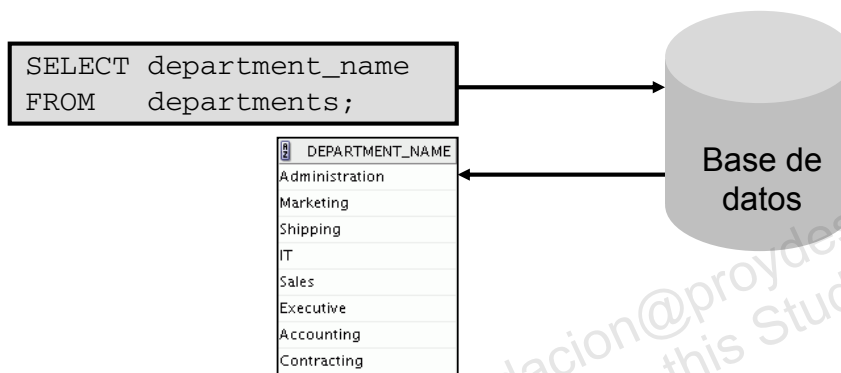 SELECT department_name
FROM departments;
DEPARTMENT_NAME
Administration
Marketing
Shipping
IT
Sales
Executive
Accounting
Contracting
Base de
datos